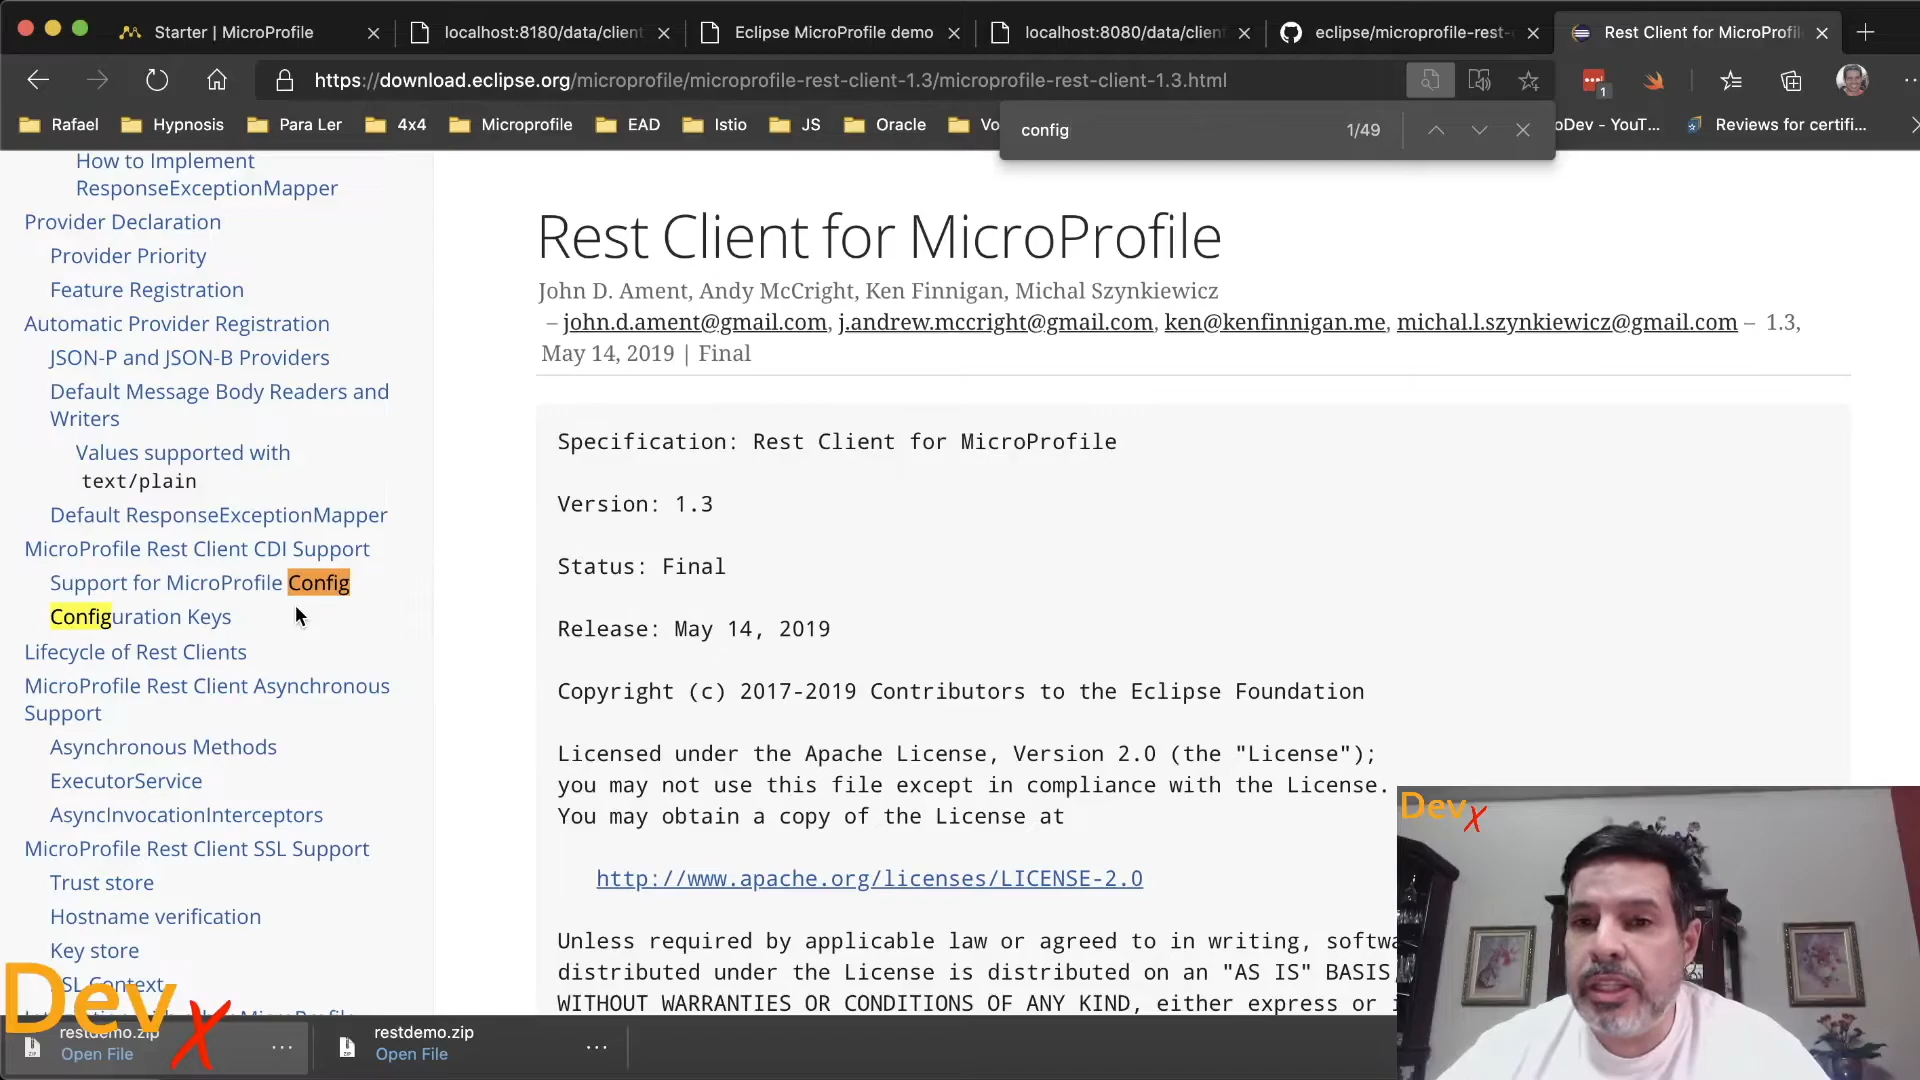 Starter | MicroProfile
localhost:8180/data/client
Eclipse MicroProfile demo
localhost:8080/data/client
eclipse/microprofile-rest-
Rest Client for MicroProfil
https://download.eclipse.org/microprofile/microprofile-rest-client-1.3/microprofile-rest-client-1.3.html
1
Rafael
Hypnosis
Para Ler
4x4
Microprofile
EAD
Istio
JS
Oracle
Vo
config
1/49
oDev - YouT...
Reviews for certifi...
How to Implement
ResponseExceptionMapper
Provider Declaration
Provider Priority
Feature Registration
Automatic Provider Registration
JSON-P and JSON-B Providers
Default Message Body Readers and
Writers
Values supported with
text/plain
Default ResponseExceptionMapper
MicroProfile Rest Client CDI Support
Support for MicroProfile Config
Configuration Keys
Lifecycle of Rest Clients
MicroProfile Rest Client Asynchronous
Support
Asynchronous Methods
ExecutorService
AsyncInvocationInterceptors
MicroProfile Rest Client SSL Support
Trust store
Hostname verification
Key store
SSL Context
Rest Client for MicroProfile
John D. Ament, Andy McCright, Ken Finnigan, Michal Szynkiewicz
– john.d.ament@gmail.com, j.andrew.mccright@gmail.com, ken@kenfinnigan.me, michal.l.szynkiewicz@gmail.com – 1.3,
May 14, 2019 | Final
Specification: Rest Client for MicroProfile
Version: 1.3
Status: Final
Release: May 14, 2019
Copyright (c) 2017-2019 Contributors to the Eclipse Foundation
Licensed under the Apache License, Version 2.0 (the "License");
you may not use this file except in compliance with the License.
You may obtain a copy of the License at
http://www.apache.org/licenses/LICENSE-2.0
Unless required by applicable law or agreed to in writing, softwa
distributed under the License is distributed on an "AS IS" BASIS
WITHOUT WARRANTIES OR CONDITIONS OF ANY KIND, either express or i
DevX
DevX
restdemo.zip
Open File
restdemo.zip
Open File